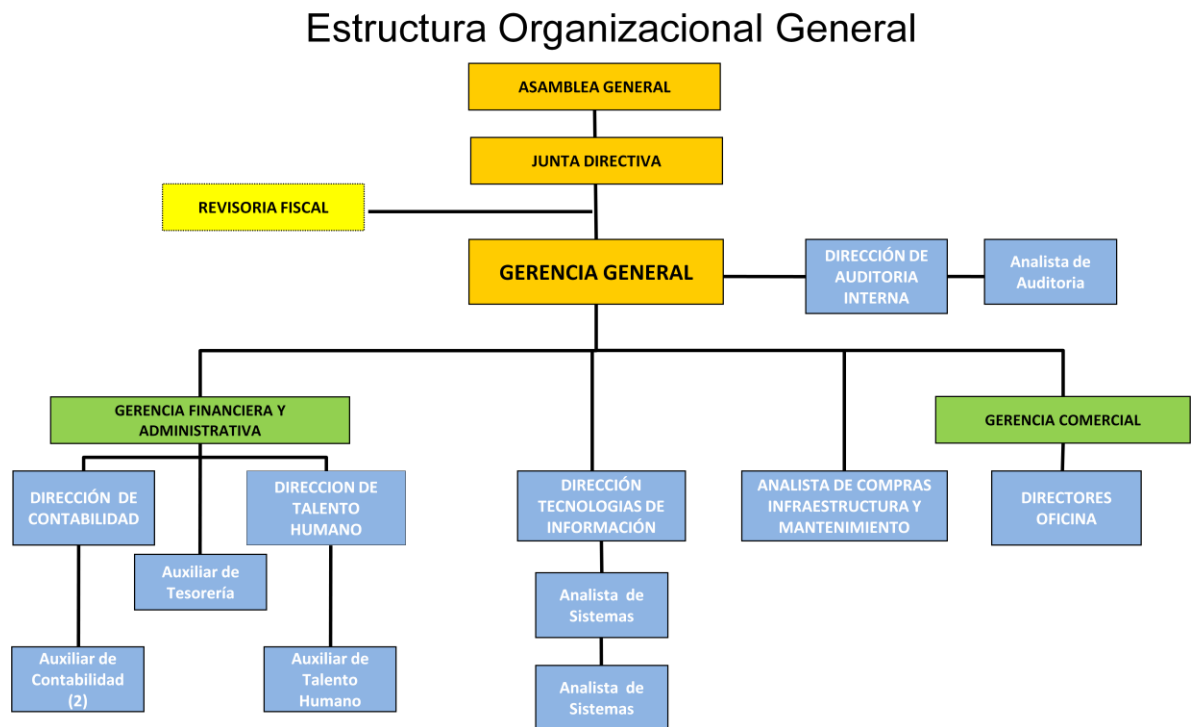 Estructura Organizacional General
ASAMBLEA GENERAL
JUNTA DIRECTIVA
REVISORIA FISCAL
GERENCIA GENERAL
DIRECCIÓN DE
AUDITORIA
INTERNA
Analista de
Auditoria
GERENCIA FINANCIERA Y
ADMINISTRATIVA
GERENCIA COMERCIAL
DIRECCIÓN DE
CONTABILIDAD
DIRECCION DE
TALENTO
HUMANO
DIRECCIÓN
TECNOLOGIAS DE
INFORMACIÓN
ANALISTA DE COMPRAS
INFRAESTRUCTURA Y
MANTENIMIENTO
DIRECTORES
OFICINA
Auxiliar de
Tesorería
Analista de
Sistemas
Auxiliar de
Contabilidad
(2)
Auxiliar de
Talento
Humano
Analista de
Sistemas